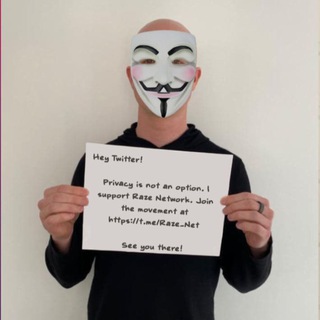 Hey Twitter!
Privacy is not an option. I
support Raze Network. Join
the movement at
https://t.me/Raze_Net
See you there!